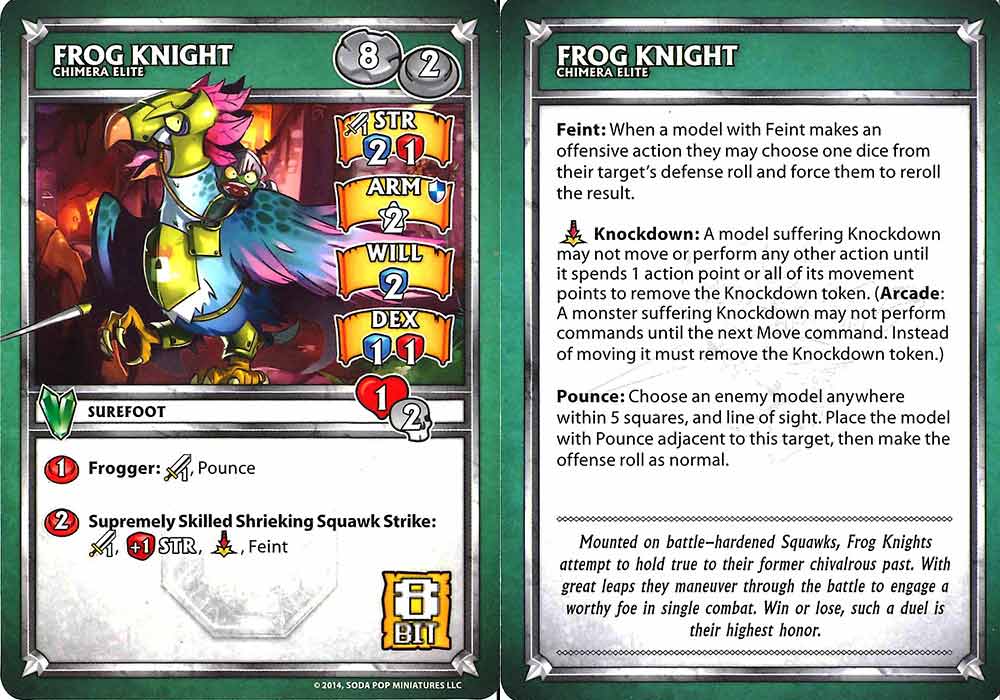 FROG KNIGHT
CHIMERA ELITE
8
2
STR
2 1
ARM
2
WILL
2
DEX
1 1
1
2
SUREFOOT
1 Frogger: , Pounce
2 Supremely Skilled Shrieking Squawk Strike:
, +1 STR, , Feint
8
BIT
© 2014, SODA POP MINIATURES LLC
FROG KNIGHT
CHIMERA ELITE
Feint: When a model with Feint makes an
offensive action they may choose one dice from
their target's defense roll and force them to reroll
the result.
Knockdown: A model suffering Knockdown
may not move or perform any other action until
it spends 1 action point or all of its movement
points to remove the Knockdown token. (Arcade:
A monster suffering Knockdown may not perform
commands until the next Move command. Instead
of moving it must remove the Knockdown token.)
Pounce: Choose an enemy model anywhere
within 5 squares, and line of sight. Place the model
with Pounce adjacent to this target, then make the
offense roll as normal.
Mounted on battle-hardened Squawks, Frog Knights
attempt to hold true to their former chivalrous past. With
great leaps they maneuver through the battle to engage a
worthy foe in single combat. Win or lose, such a duel is
their highest honor.